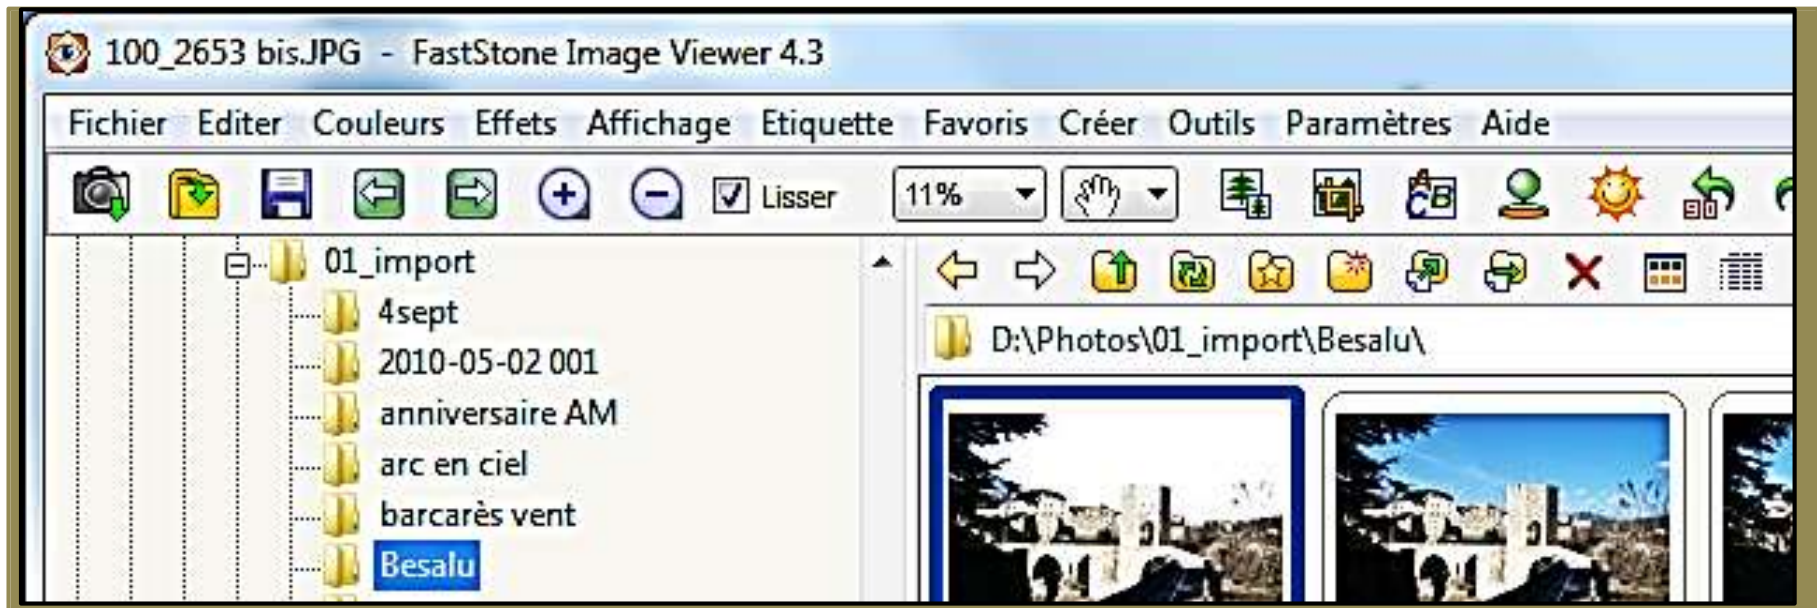 100_2653 bis.JPG - FastStone Image Viewer 4.3
Fichier Editer Couleurs Effets Affichage Etiquette Favoris Créer Outils Paramètres Aide
Lisser 11% A C B 90
01_import
4sept
2010-05-02 001
anniversaire AM
arc en ciel
barcarès vent
Besalu
D:\Photos\01_import\Besalu\